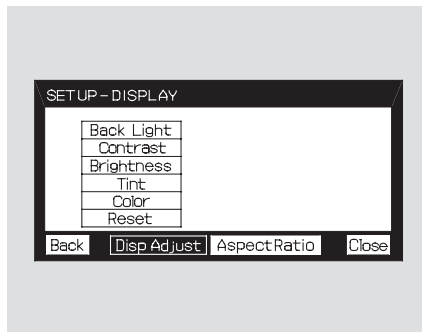 SETUP-DISPLAY
Back Light
Contrast
Brightness
Tint
Color
Reset
Back Disp Adjust AspectRatio Close